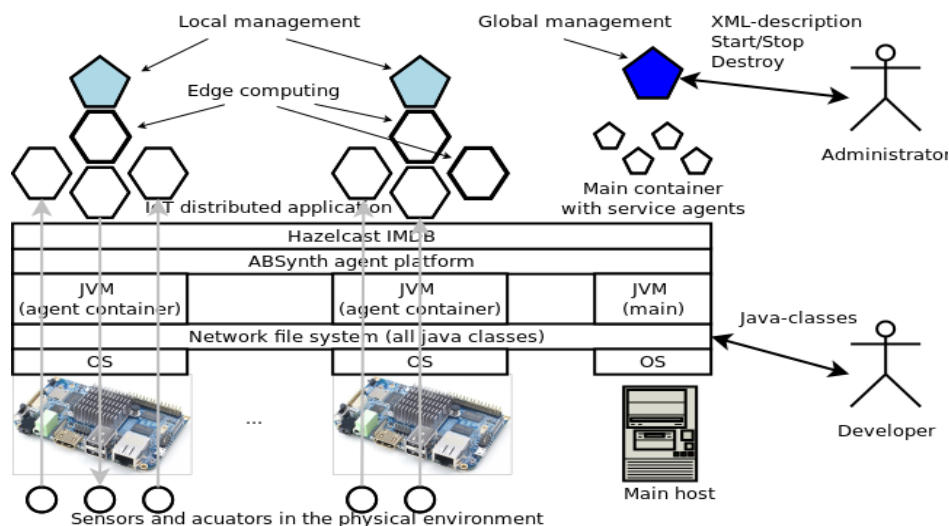 Local management
Global management
XML-description
Start/Stop
Destroy
Edge computing
Administrator
Main container
with service agents
IoT distributed application
Hazelcast IMDB
ABSynth agent platform
JVM
(agent container)
JVM
(agent container)
JVM
(main)
Java-classes
Network file system (all java classes)
OS
OS
OS
...
Developer
Main host
Sensors and acuators in the physical environment